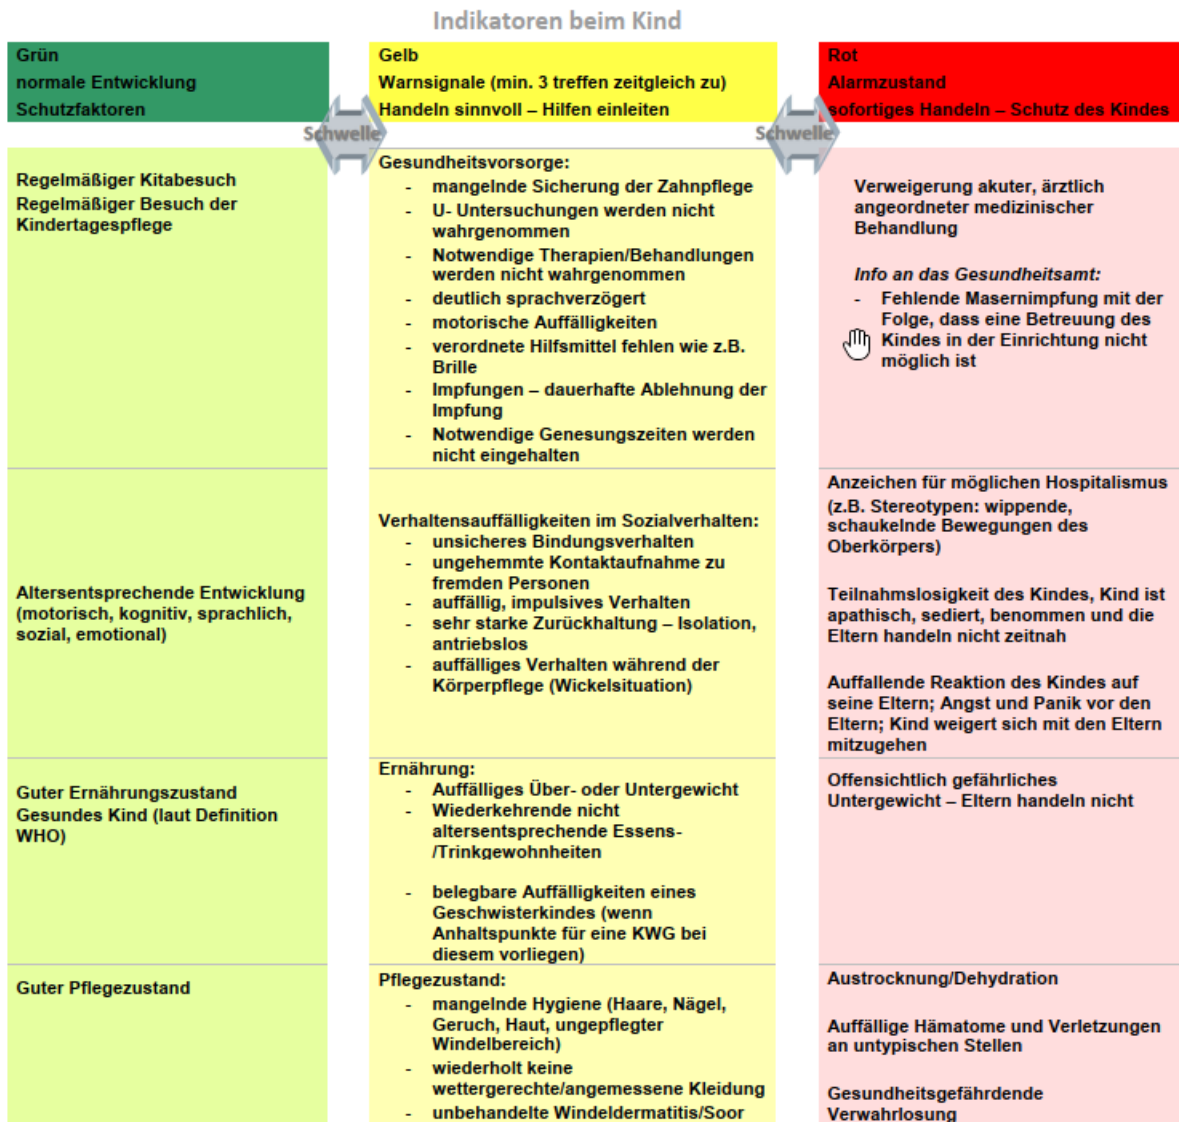 Indikatoren beim Kind
Grün
normale Entwicklung
Schutzfaktoren
Schwelle
Gelb
Warnsignale (min. 3 treffen zeitgleich zu)
Handeln sinnvoll – Hilfen einleiten
Schwelle
Rot
Alarmzustand
sofortiges Handeln – Schutz des Kindes
Regelmäßiger Kitabesuch
Regelmäßiger Besuch der
Kindertagespflege
Gesundheitsvorsorge:
- mangelnde Sicherung der Zahnpflege
- U- Untersuchungen werden nicht
wahrgenommen
- Notwendige Therapien/Behandlungen
werden nicht wahrgenommen
- deutlich sprachverzögert
- motorische Auffälligkeiten
- verordnete Hilfsmittel fehlen wie z.B.
Brille
- Impfungen – dauerhafte Ablehnung der
Impfung
- Notwendige Genesungszeiten werden
nicht eingehalten
Verweigerung akuter, ärztlich
angeordneter medizinischer
Behandlung
Info an das Gesundheitsamt:
- Fehlende Masernimpfung mit der
Folge, dass eine Betreuung des
Kindes in der Einrichtung nicht
möglich ist
Altersentsprechende Entwicklung
(motorisch, kognitiv, sprachlich,
sozial, emotional)
Verhaltensauffälligkeiten im Sozialverhalten:
- unsicheres Bindungsverhalten
- ungehemmte Kontaktaufnahme zu
fremden Personen
- auffällig, impulsives Verhalten
- sehr starke Zurückhaltung – Isolation,
antriebslos
- auffälliges Verhalten während der
Körperpflege (Wickelsituation)
Anzeichen für möglichen Hospitalismus
(z.B. Stereotypen: wippende,
schaukelnde Bewegungen des
Oberkörpers)
Teilnahmslosigkeit des Kindes, Kind ist
apathisch, sediert, benommen und die
Eltern handeln nicht zeitnah
Auffallende Reaktion des Kindes auf
seine Eltern; Angst und Panik vor den
Eltern; Kind weigert sich mit den Eltern
mitzugehen
Guter Ernährungszustand
Gesundes Kind (laut Definition
WHO)
Ernährung:
- Auffälliges Über- oder Untergewicht
- Wiederkehrende nicht
altersentsprechende Essens-
/Trinkgewohnheiten
- belegbare Auffälligkeiten eines
Geschwisterkindes (wenn
Anhaltspunkte für eine KWG bei
diesem vorliegen)
Offensichtlich gefährliches
Untergewicht – Eltern handeln nicht
Guter Pflegezustand
Pflegezustand:
- mangelnde Hygiene (Haare, Nägel,
Geruch, Haut, ungepflegter
Windelbereich)
- wiederholt keine
wettergerechte/angemessene Kleidung
- unbehandelte Windeldermatitis/Soor
Austrocknung/Dehydration
Auffällige Hämatome und Verletzungen
an untypischen Stellen
Gesundheitsgefährdende
Verwahrlosung